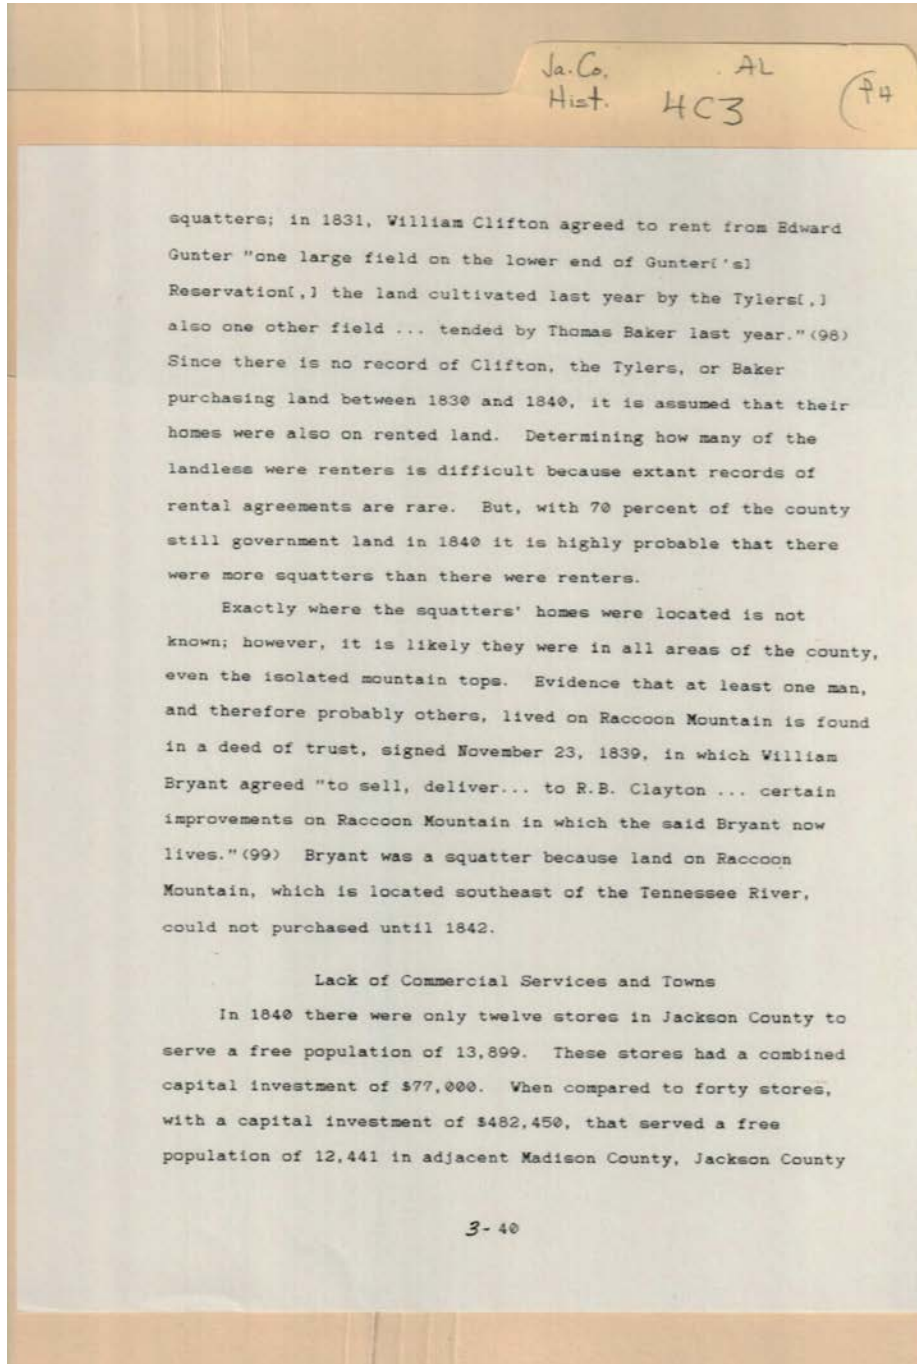 Ja. Co. AL
Hist. 4C3 (P4
squatters; in 1831, William Clifton agreed to rent from Edward
Gunter "one large field on the lower end of Gunter['s]
Reservation[,] the land cultivated last year by the Tylers[,]
also one other field ... tended by Thomas Baker last year."(98)
Since there is no record of Clifton, the Tylers, or Baker
purchasing land between 1830 and 1840, it is assumed that their
homes were also on rented land. Determining how many of the
landless were renters is difficult because extant records of
rental agreements are rare. But, with 70 percent of the county
still government land in 1840 it is highly probable that there
were more squatters than there were renters.
Exactly where the squatters' homes were located is not
known; however, it is likely they were in all areas of the county,
even the isolated mountain tops. Evidence that at least one man,
and therefore probably others, lived on Raccoon Mountain is found
in a deed of trust, signed November 23, 1839, in which William
Bryant agreed "to sell, deliver... to R.B. Clayton ... certain
improvements on Raccoon Mountain in which the said Bryant now
lives."(99) Bryant was a squatter because land on Raccoon
Mountain, which is located southeast of the Tennessee River,
could not purchased until 1842.
Lack of Commercial Services and Towns
In 1840 there were only twelve stores in Jackson County to
serve a free population of 13,899. These stores had a combined
capital investment of $77,000. When compared to forty stores,
with a capital investment of $482,450, that served a free
population of 12,441 in adjacent Madison County, Jackson County
3-40